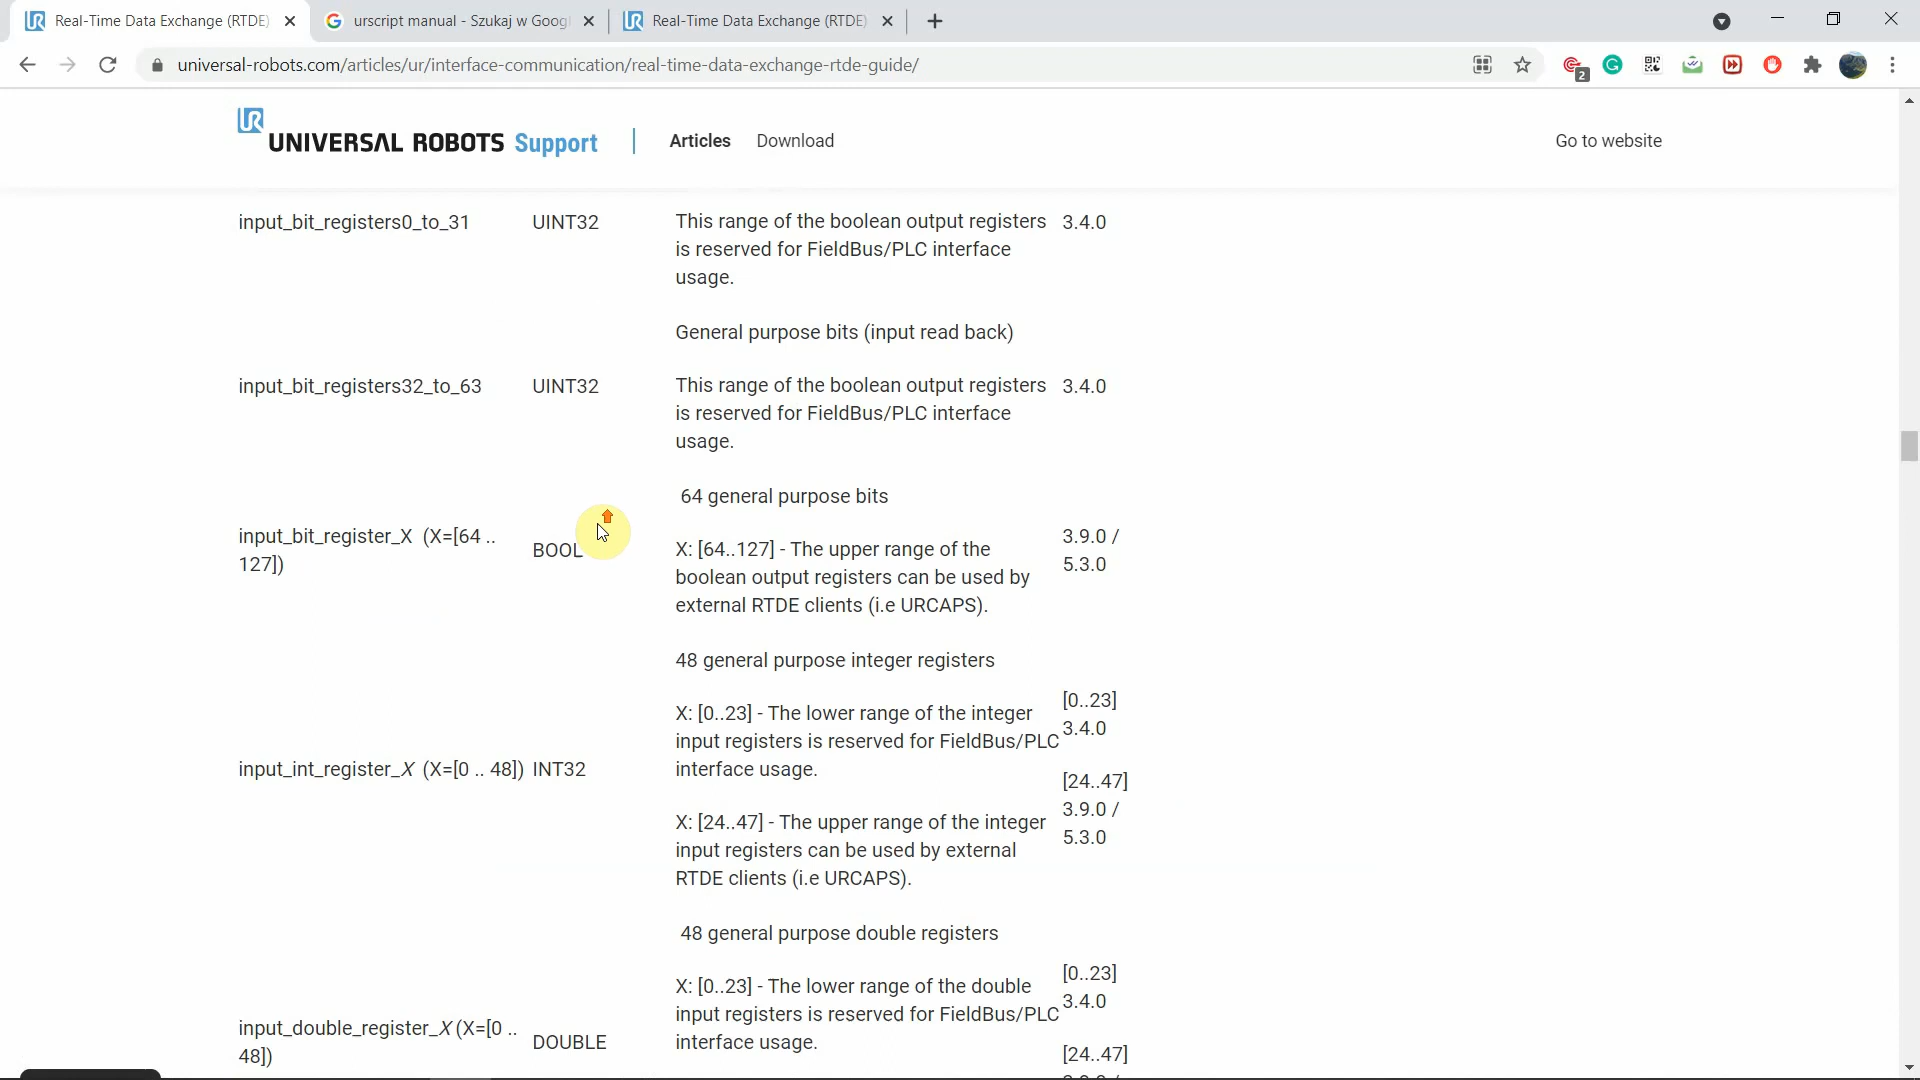 Real-Time Data Exchange (RTDE)
urscript manual - Szukaj w Goog
Real-Time Data Exchange (RTDE)
universal-robots.com/articles/ur/interface-communication/real-time-data-exchange-rtde-guide/
2
UR
UNIVERSAL ROBOTS Support
Articles
Download
Go to website
input_bit_registers0_to_31 UINT32 This range of the boolean output registers 3.4.0
is reserved for FieldBus/PLC interface
usage.
General purpose bits (input read back)
input_bit_registers32_to_63 UINT32 This range of the boolean output registers 3.4.0
is reserved for FieldBus/PLC interface
usage.
64 general purpose bits
input_bit_register_X (X=[64 .. 3.9.0 /
BOOL X: [64..127] - The upper range of the
127]) 5.3.0
boolean output registers can be used by
external RTDE clients (i.e URCAPS).
48 general purpose integer registers
[0..23]
X: [0..23] - The lower range of the integer
3.4.0
input registers is reserved for FieldBus/PLC
input_int_register_X (X=[0 .. 48]) INT32 interface usage.
[24..47]
3.9.0 /
X: [24..47] - The upper range of the integer
5.3.0
input registers can be used by external
RTDE clients (i.e URCAPS).
48 general purpose double registers
[0..23]
X: [0..23] - The lower range of the double
3.4.0
input registers is reserved for FieldBus/PLC
input_double_register_X (X=[0 ..
DOUBLE interface usage.
48])
[24..47]